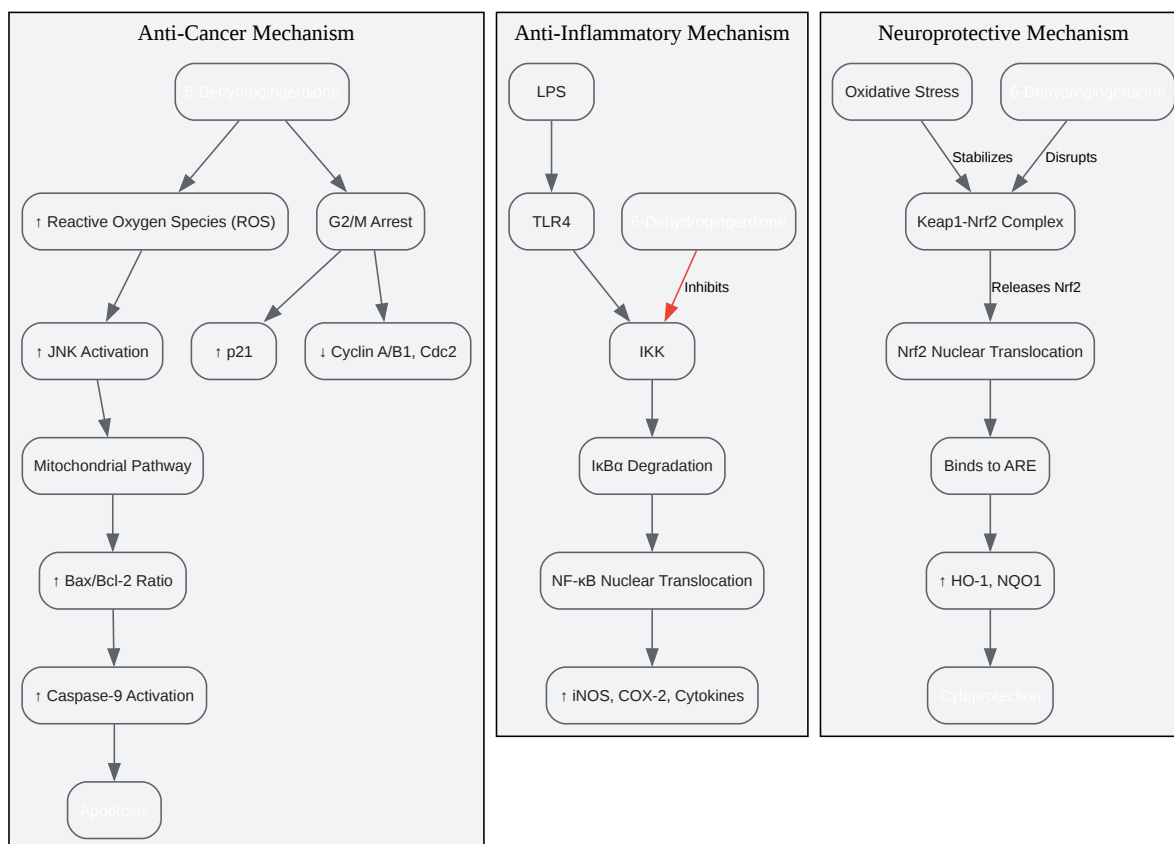 Anti-Cancer Mechanism
6-Dehydrogingerdione
↑ Reactive Oxygen Species (ROS)
G2/M Arrest
↑ JNK Activation
↑ p21
↓ Cyclin A/B1, Cdc2
Mitochondrial Pathway
↑ Bax/Bcl-2 Ratio
↑ Caspase-9 Activation
Apoptosis
Anti-Inflammatory Mechanism
LPS
TLR4
6-Dehydrogingerdione
Inhibits
IKK
IκBα Degradation
NF-κB Nuclear Translocation
↑ iNOS, COX-2, Cytokines
Neuroprotective Mechanism
Oxidative Stress
6-Dehydrogingerdione
Stabilizes
Disrupts
Keap1-Nrf2 Complex
Releases Nrf2
Nrf2 Nuclear Translocation
Binds to ARE
↑ HO-1, NQO1
Cytoprotection